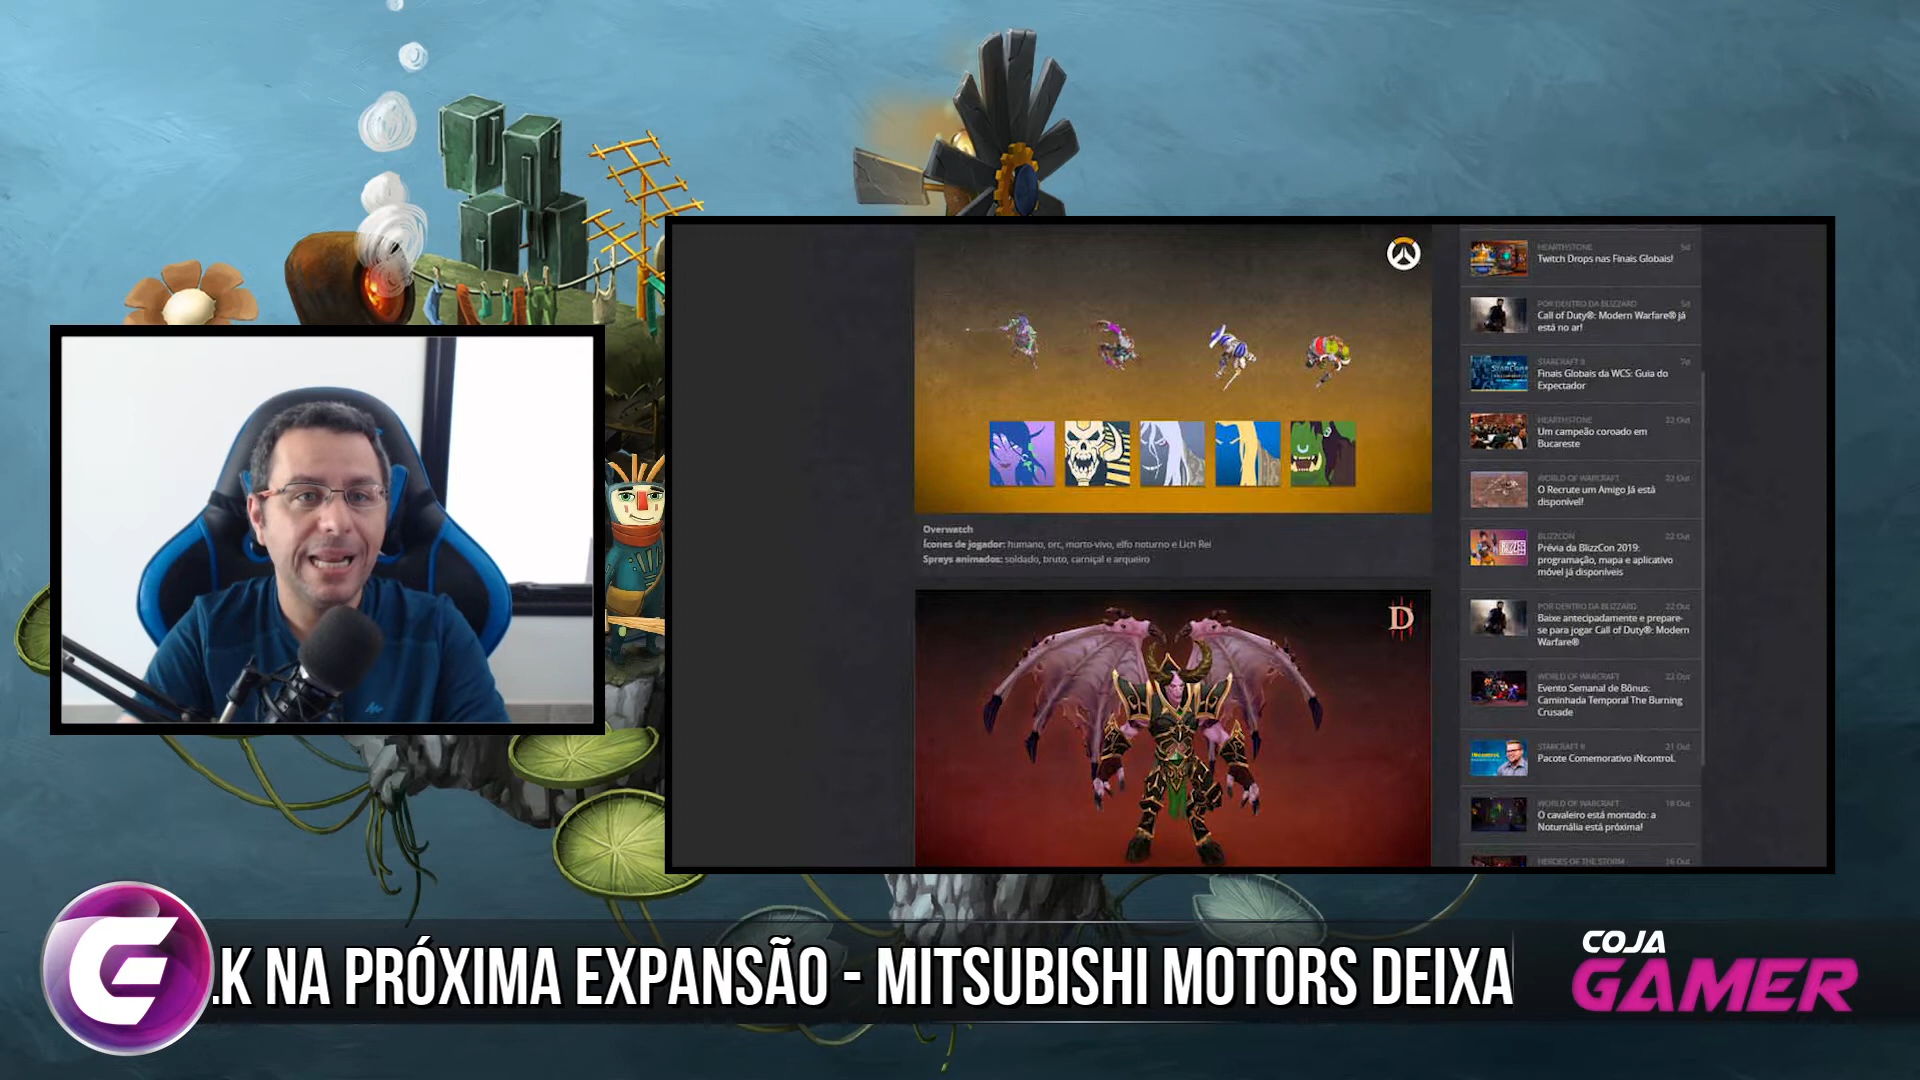 Overwatch
Ícones de jogador: humano, orc, morto-vivo, elfo noturno e Lich Rei
Sprays animados: soldado, bruto, carniçal e arqueiro
HEARTHSTONE 5d
Twitch Drops nas Finais Globais!
POR DENTRO DA BLIZZARD 5d
Call of Duty®: Modern Warfare® já
está no ar!
STARCRAFT II 7d
Finais Globais da WCS: Guia do
Expectador
HEARTHSTONE 22 Out
Um campeão coroado em
Bucareste
WORLD OF WARCRAFT 22 Out
O Recrute um Amigo Já está
disponível!
BLIZZCON 22 Out
Prévia da BlizzCon 2019:
programação, mapa e aplicativo
móvel já disponíveis
POR DENTRO DA BLIZZARD 22 Out
Baixe antecipadamente e prepare-
se para jogar Call of Duty®: Modern
Warfare®
WORLD OF WARCRAFT 22 Out
Evento Semanal de Bônus:
Caminhada Temporal The Burning
Crusade
STARCRAFT II 21 Out
Pacote Comemorativo iNcontroL
WORLD OF WARCRAFT 18 Out
O cavaleiro está montado: a
Noturnália está próxima!
HEROES OF THE STORM 16 Out
.K NA PRÓXIMA EXPANSÃO - MITSUBISHI MOTORS DEIXA
COJA
GAMER